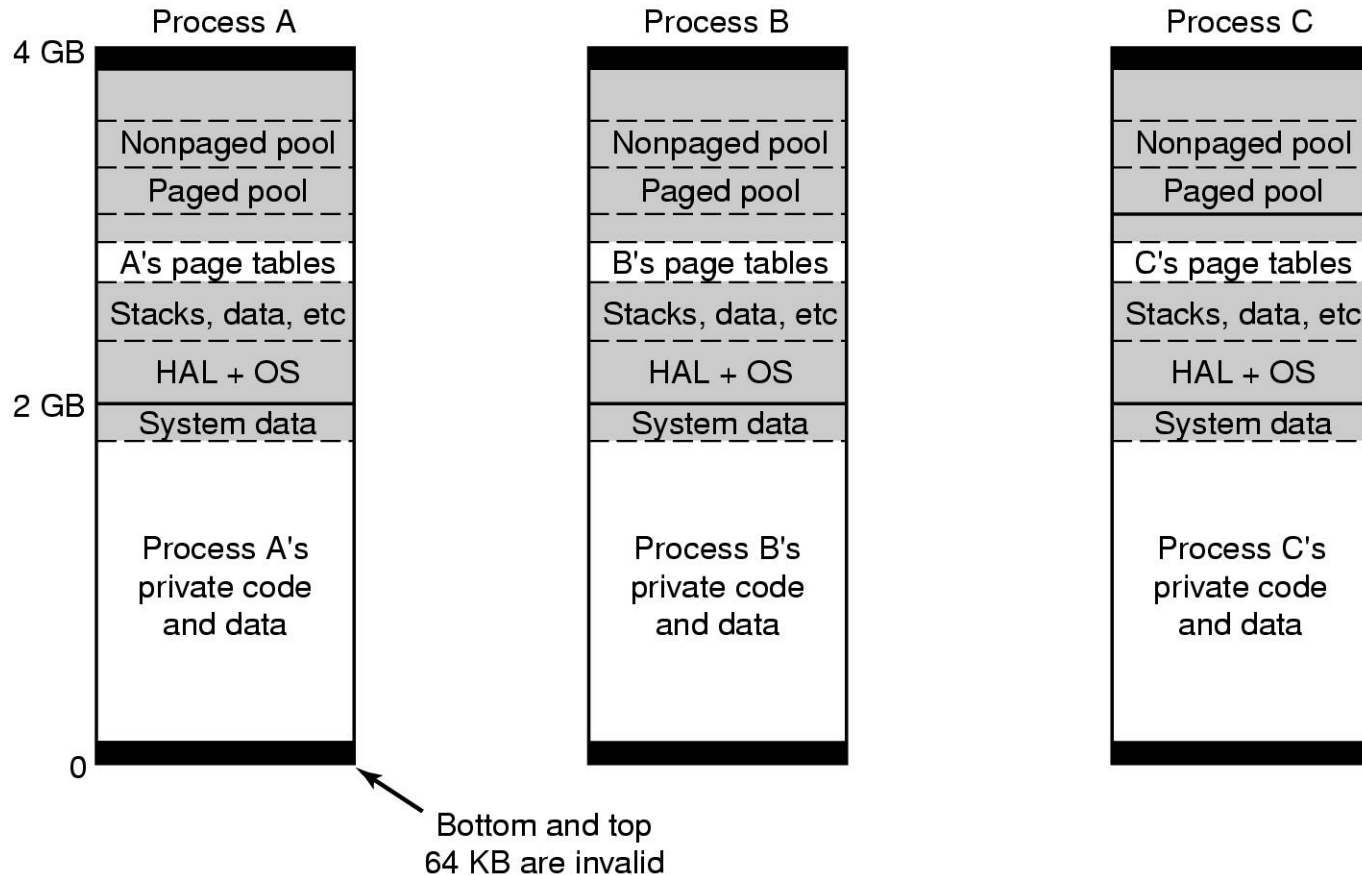 Process A
Process B
Process C
4 GB
Nonpaged pool
Nonpaged pool
Nonpaged pool
Paged pool
Paged pool
Paged pool
A's page tables
B's page tables
C's page tables
Stacks, data, etc
Stacks, data, etc
Stacks, data, etc
HAL + OS
HAL + OS
HAL + OS
2 GB
System data
System data
System data
Process A's
private code
and data
Process B's
private code
and data
Process C's
private code
and data
0
Bottom and top
64 KB are invalid